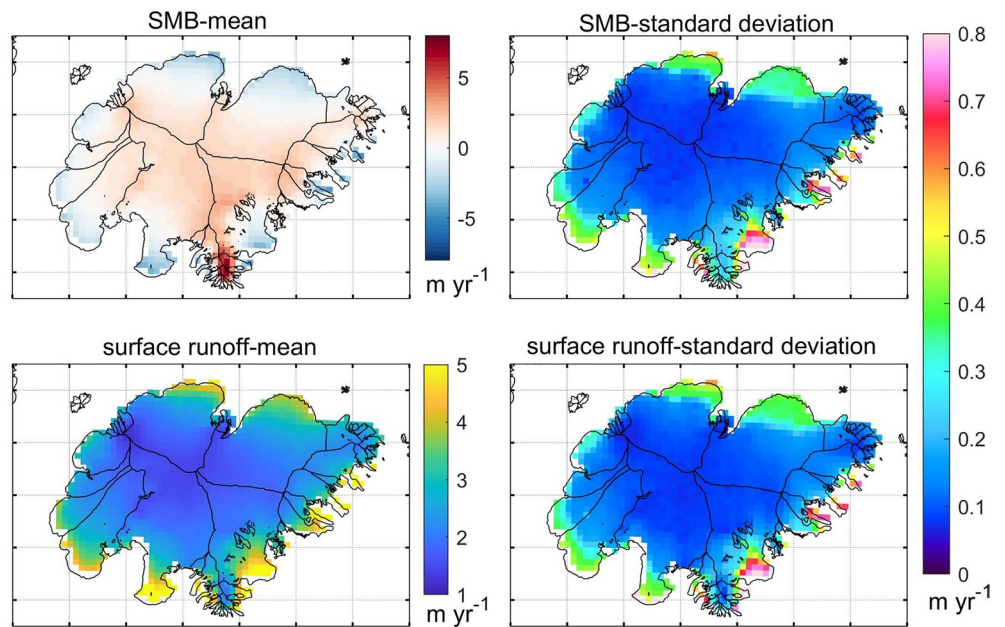 SMB-mean
5
0
-5
m yr-1
SMB-standard deviation
0.8
0.7
0.6
0.5
0.4
0.3
0.2
0.1
0
m yr-1
surface runoff-mean
5
4
3
2
1
m yr-1
surface runoff-standard deviation